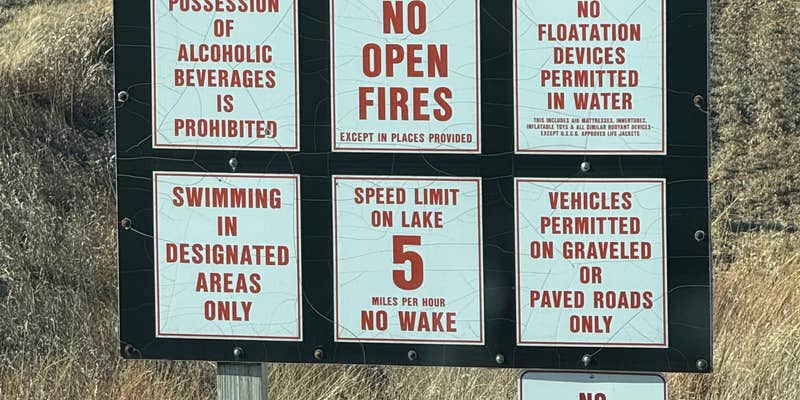 POSSESSION
OF
ALCOHOLIC
BEVERAGES
IS
PROHIBITED
NO
OPEN
FIRES
EXCEPT IN PLACES PROVIDED
NO
FLOATATION
DEVICES
PERMITTED
IN WATER
THIS INCLUDES AIR MATTRESSES, INNERTUBES,
INFLATABLE TOYS & ALL SIMILAR BUOYANT DEVICES
EXCEPT U.S.C.G. APPROVED LIFE JACKETS
SWIMMING
IN
DESIGNATED
AREAS
ONLY
SPEED LIMIT
ON LAKE
5
MILES PER HOUR
NO WAKE
VEHICLES
PERMITTED
ON GRAVELED
OR
PAVED ROADS
ONLY
NO